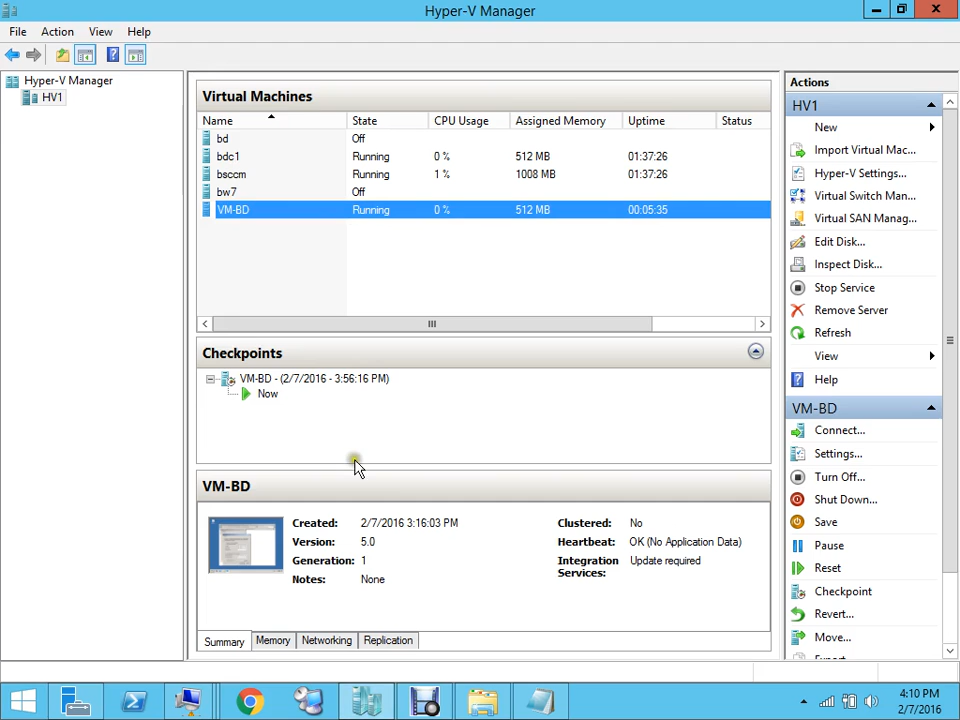 Hyper-V Manager
File Action View Help
Hyper-V Manager
HV1
Virtual Machines
Name State CPU Usage Assigned Memory Uptime Status
bd Off
bdc1 Running 0 % 512 MB 01:37:26
bsccm Running 1 % 1008 MB 01:37:26
bw7 Off
VM-BD Running 0 % 512 MB 00:05:35
Checkpoints
VM-BD - (2/7/2016 - 3:56:16 PM)
Now
VM-BD
Created: 2/7/2016 3:16:03 PM Clustered: No
Version: 5.0 Heartbeat: OK (No Application Data)
Generation: 1 Integration Services: Update required
Notes: None
Summary Memory Networking Replication
Actions
HV1
New
Import Virtual Mac...
Hyper-V Settings...
Virtual Switch Man...
Virtual SAN Manag...
Edit Disk...
Inspect Disk...
Stop Service
Remove Server
Refresh
View
Help
VM-BD
Connect...
Settings...
Turn Off...
Shut Down...
Save
Pause
Reset
Checkpoint
Revert...
Move...
4:10 PM
2/7/2016